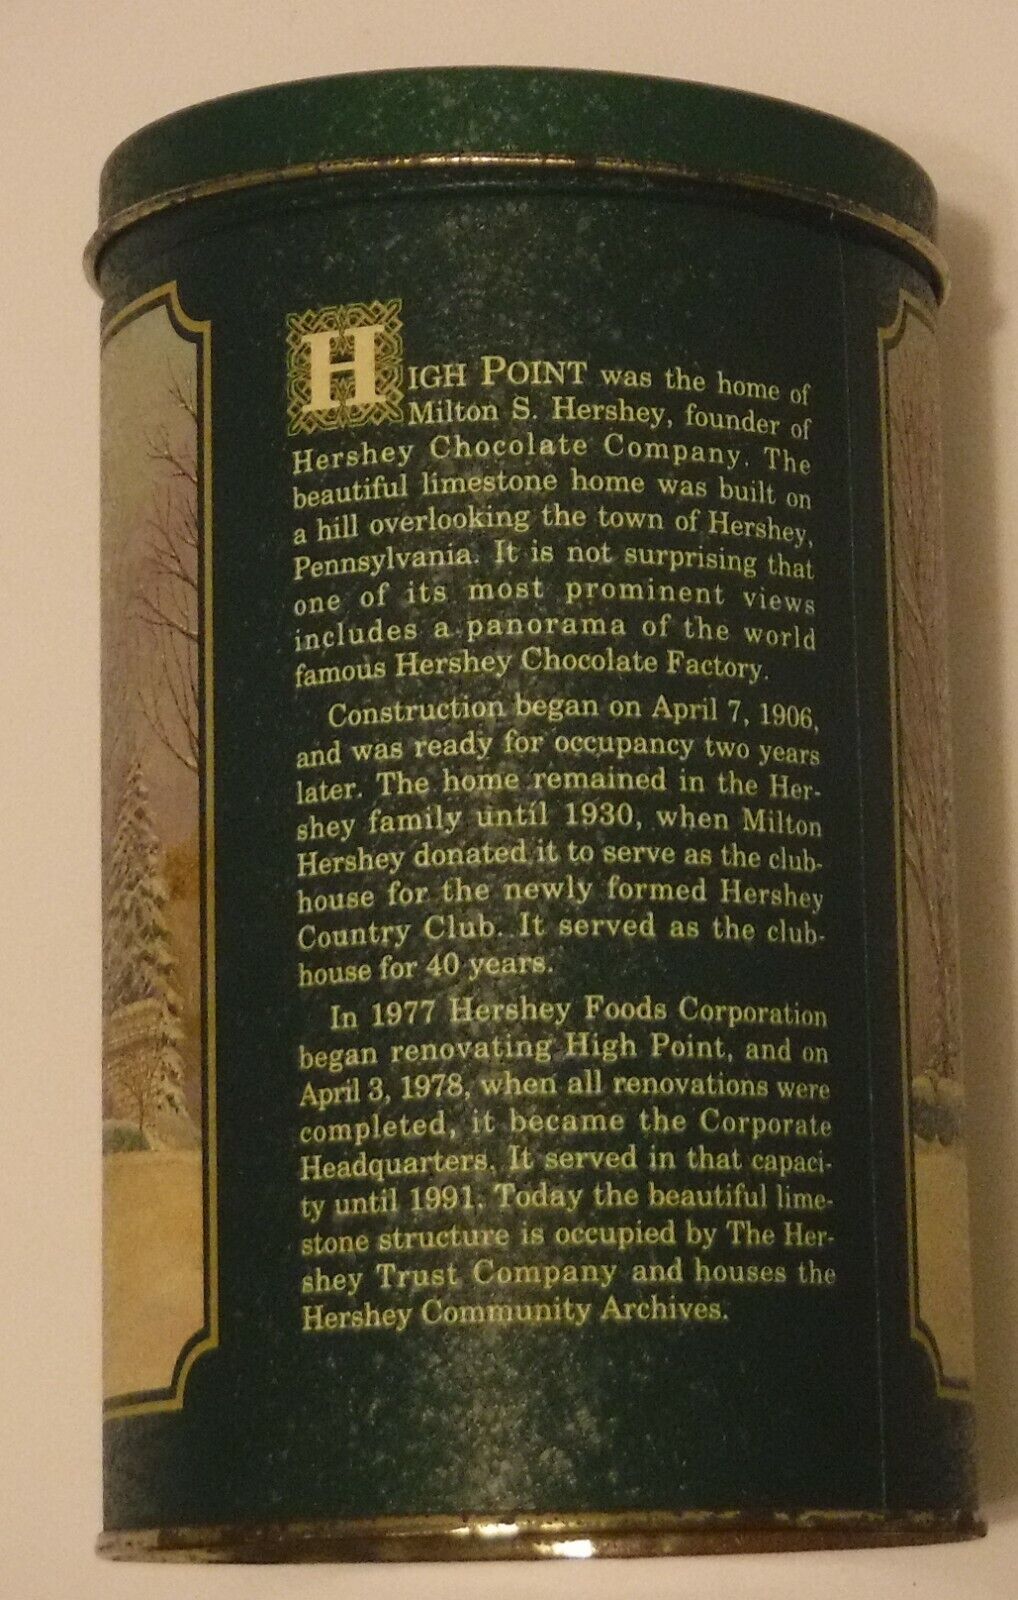 HIGH POINT was the home of
Milton S. Hershey, founder of
Hershey Chocolate Company. The
beautiful limestone home was built on
a hill overlooking the town of Hershey,
Pennsylvania. It is not surprising that
one of its most prominent views
includes a panorama of the world
famous Hershey Chocolate Factory.
Construction began on April 7, 1906,
and was ready for occupancy two years
later. The home remained in the Her-
shey family until 1930, when Milton
Hershey donated it to serve as the club-
house for the newly formed Hershey
Country Club. It served as the club-
house for 40 years.
In 1977 Hershey Foods Corporation
began renovating High Point, and on
April 3, 1978, when all renovations were
completed, it became the Corporate
Headquarters. It served in that capaci-
ty until 1991. Today the beautiful lime-
stone structure is occupied by The Her-
shey Trust Company and houses the
Hershey Community Archives.